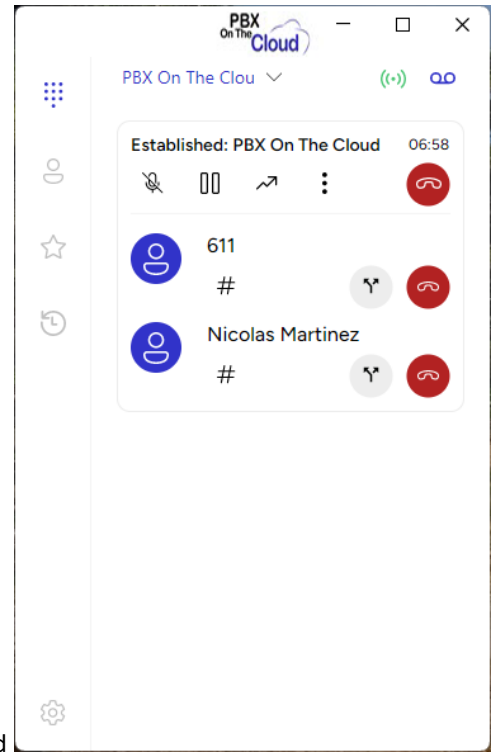 PBX
On The
Cloud
PBX On The Clou
Established: PBX On The Cloud 06:58
611
#
Nicolas Martinez
#
d